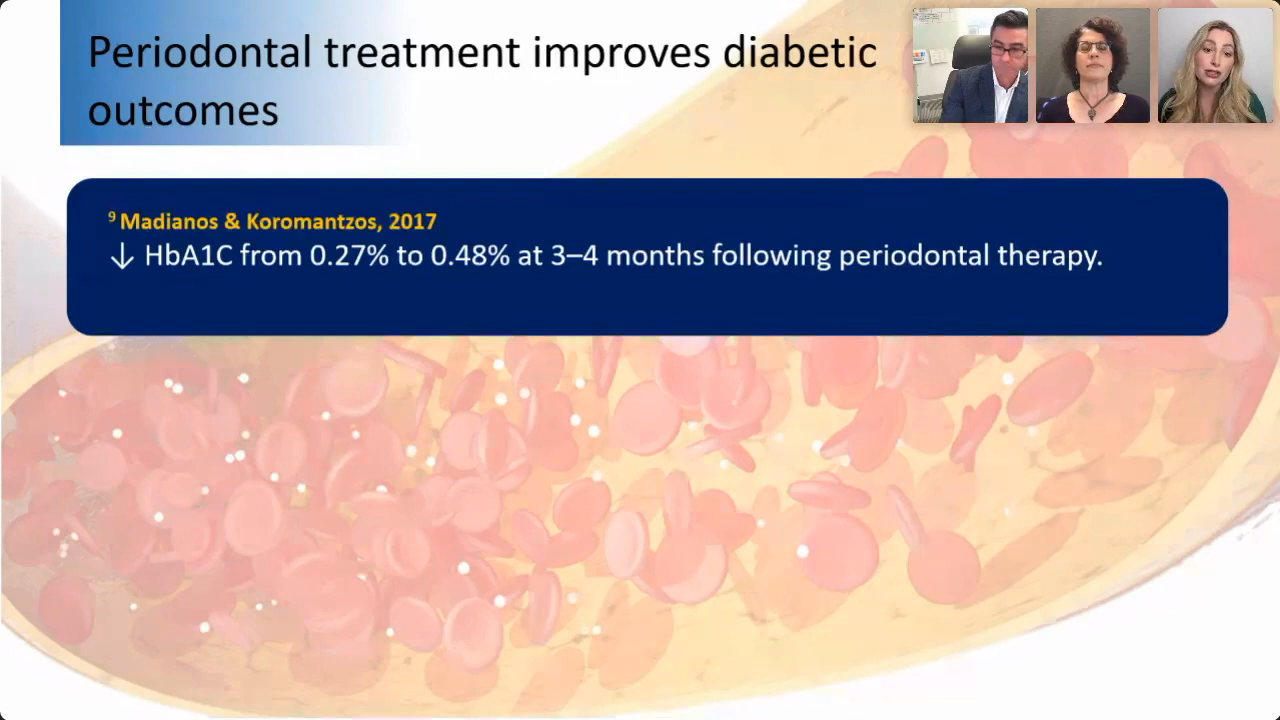 Periodontal treatment improves diabetic
outcomes
⁹ Madianos & Koromantzos, 2017
↓ HbA1C from 0.27% to 0.48% at 3–4 months following periodontal therapy.